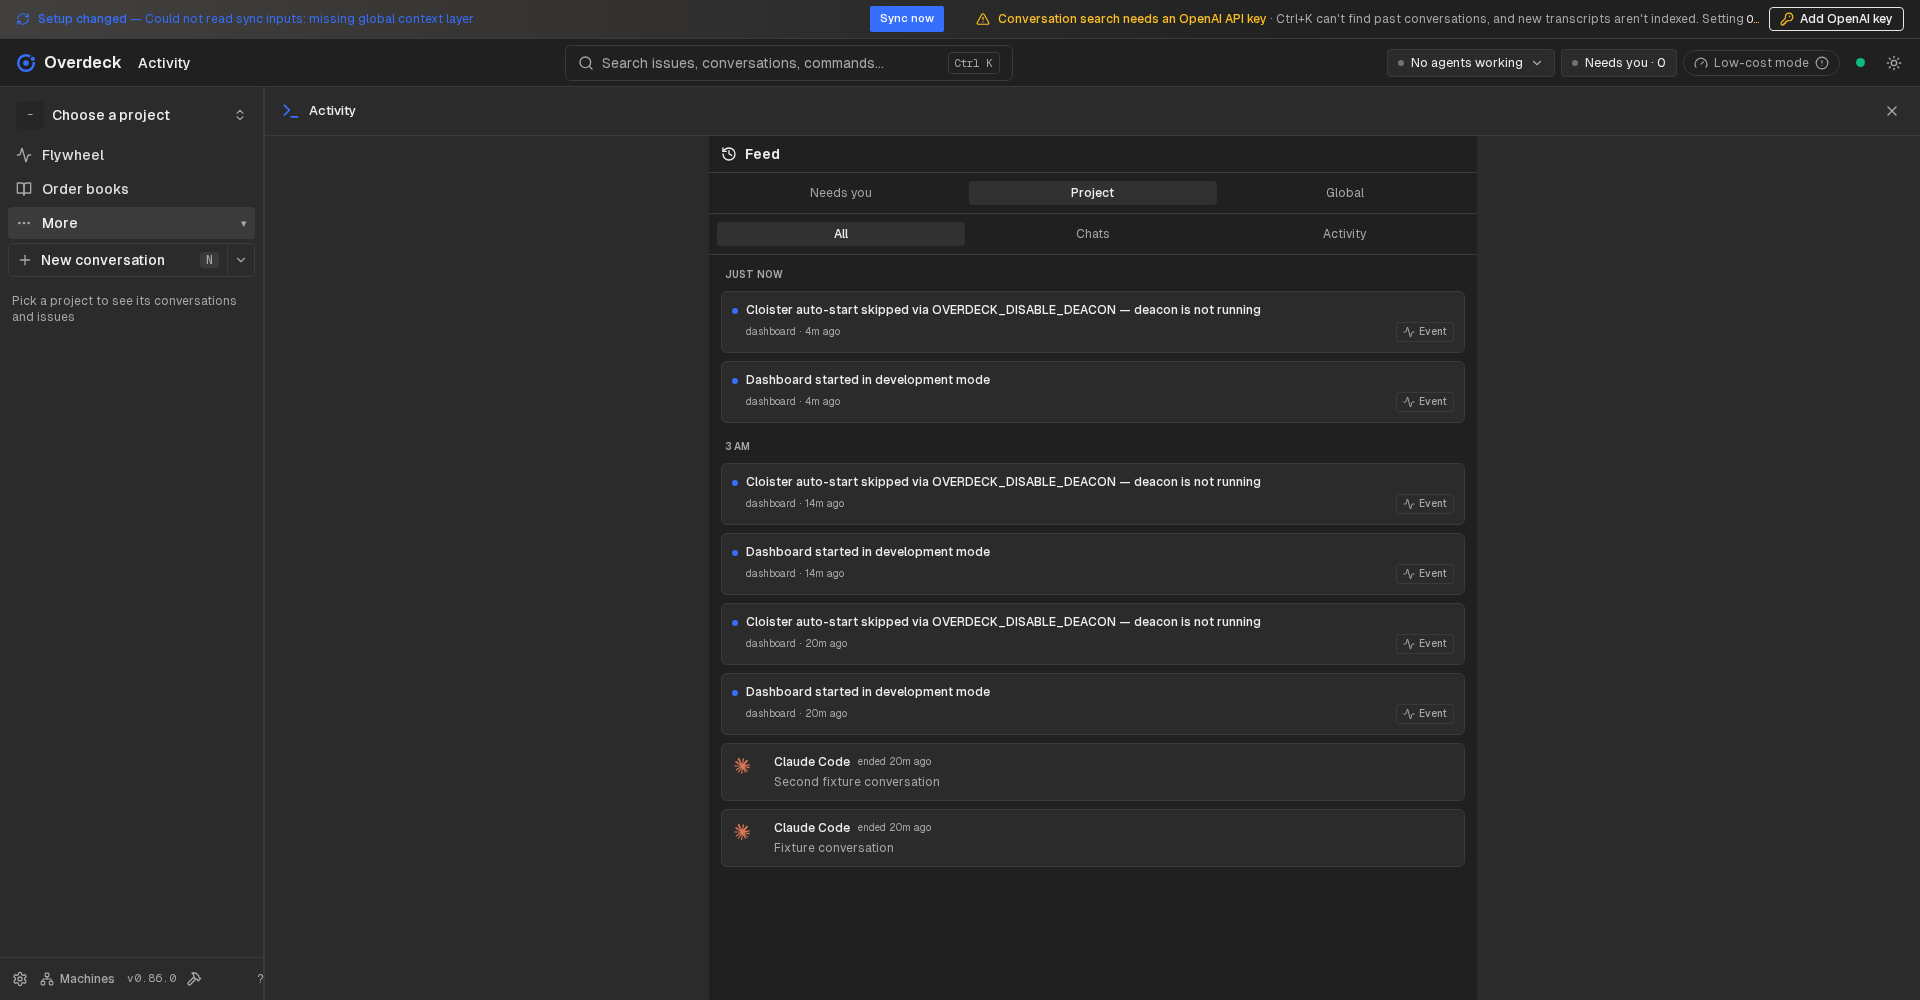 Setup changed — Could not read sync inputs: missing global context layer
Sync now
Conversation search needs an OpenAI API key · Ctrl+K can't find past conversations, and new transcripts aren't indexed. Setting O…
Add OpenAI key
Overdeck
Activity
Search issues, conversations, commands...
Ctrl K
No agents working
Needs you · 0
Low-cost mode
- Choose a project
Flywheel
Order books
More
New conversation
N
Pick a project to see its conversations
and issues
Activity
Feed
Needs you
Project
Global
All
Chats
Activity
JUST NOW
Cloister auto-start skipped via OVERDECK_DISABLE_DEACON — deacon is not running
dashboard · 4m ago
Event
Dashboard started in development mode
dashboard · 4m ago
Event
3 AM
Cloister auto-start skipped via OVERDECK_DISABLE_DEACON — deacon is not running
dashboard · 14m ago
Event
Dashboard started in development mode
dashboard · 14m ago
Event
Cloister auto-start skipped via OVERDECK_DISABLE_DEACON — deacon is not running
dashboard · 20m ago
Event
Dashboard started in development mode
dashboard · 20m ago
Event
Claude Code ended 20m ago
Second fixture conversation
Claude Code ended 20m ago
Fixture conversation
Machines
v0.86.0
?